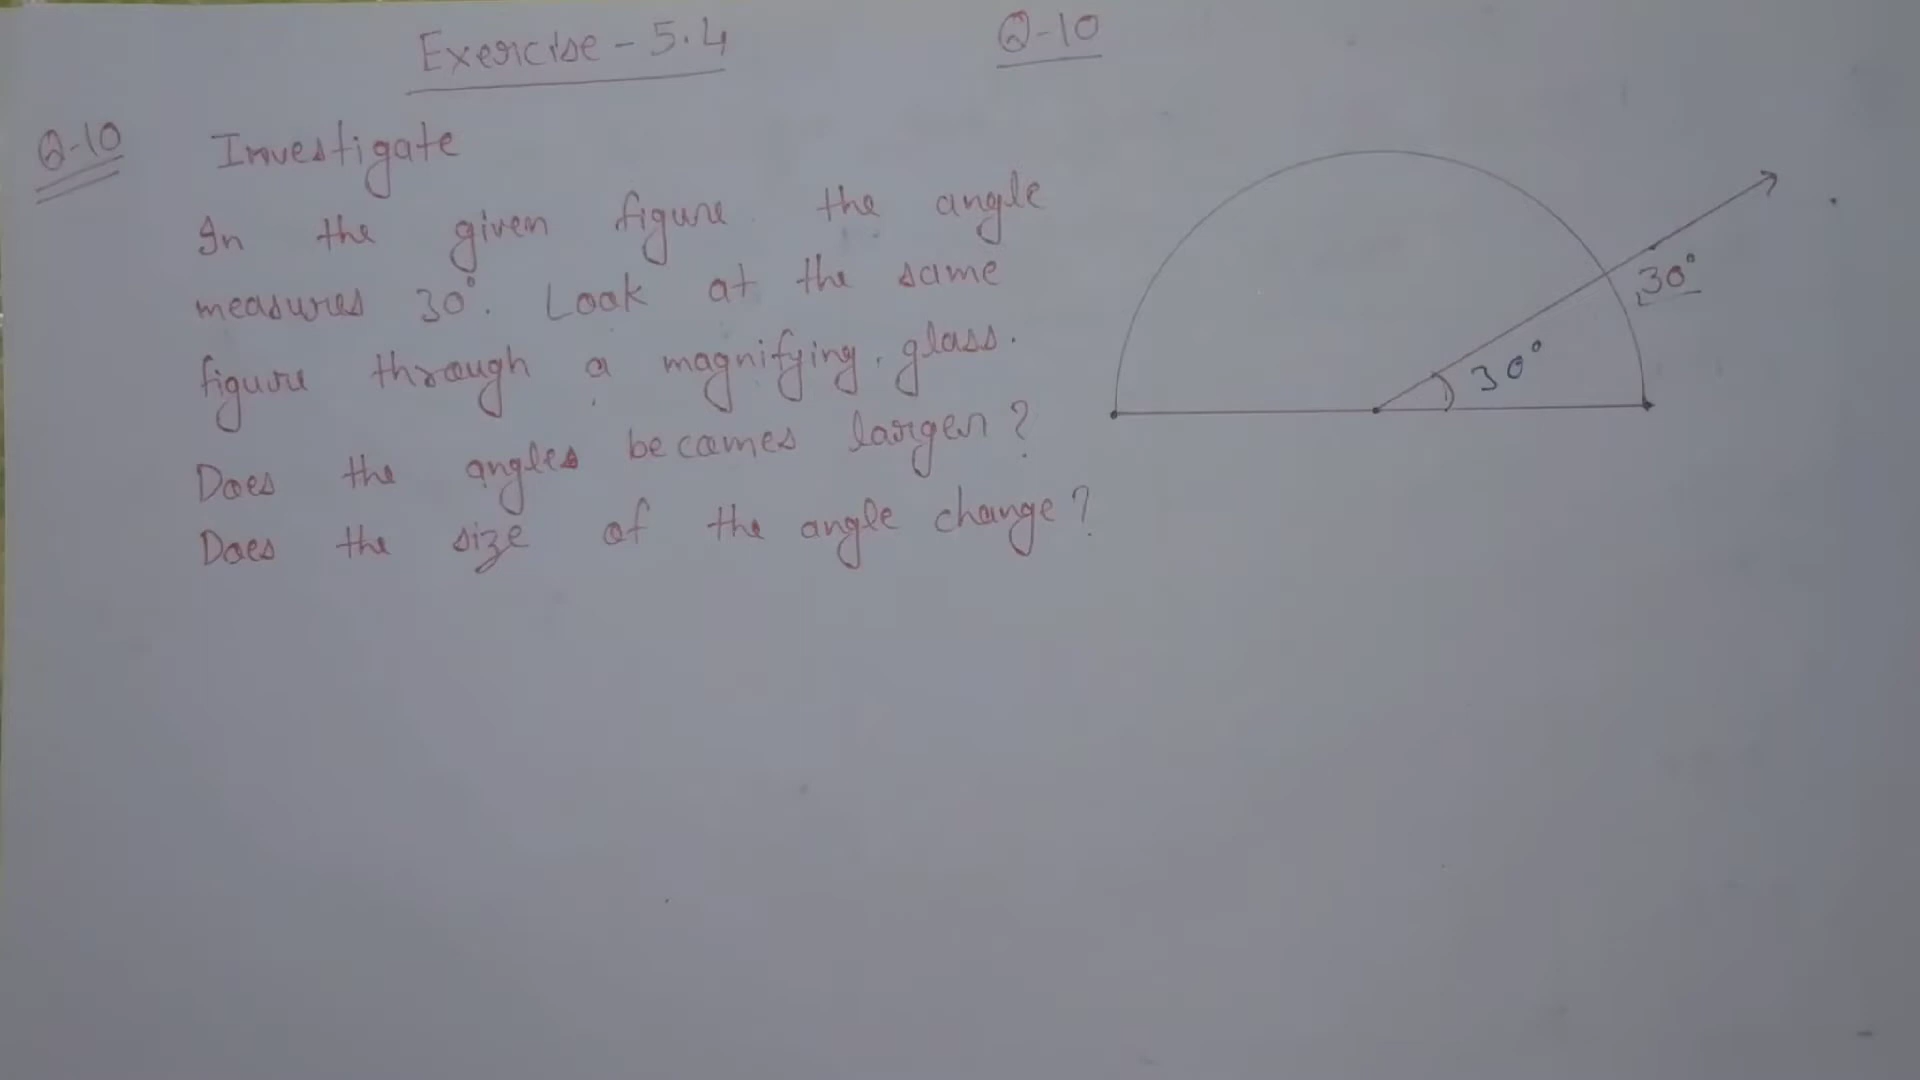 Exercise - 5.4
Q-10
Q-10 Investigate
In the given figure the angle
measures 30°. Look at the same
figure through a magnifying glass.
Does the angles becomes larger?
Does the size of the angle change?
30°
30°